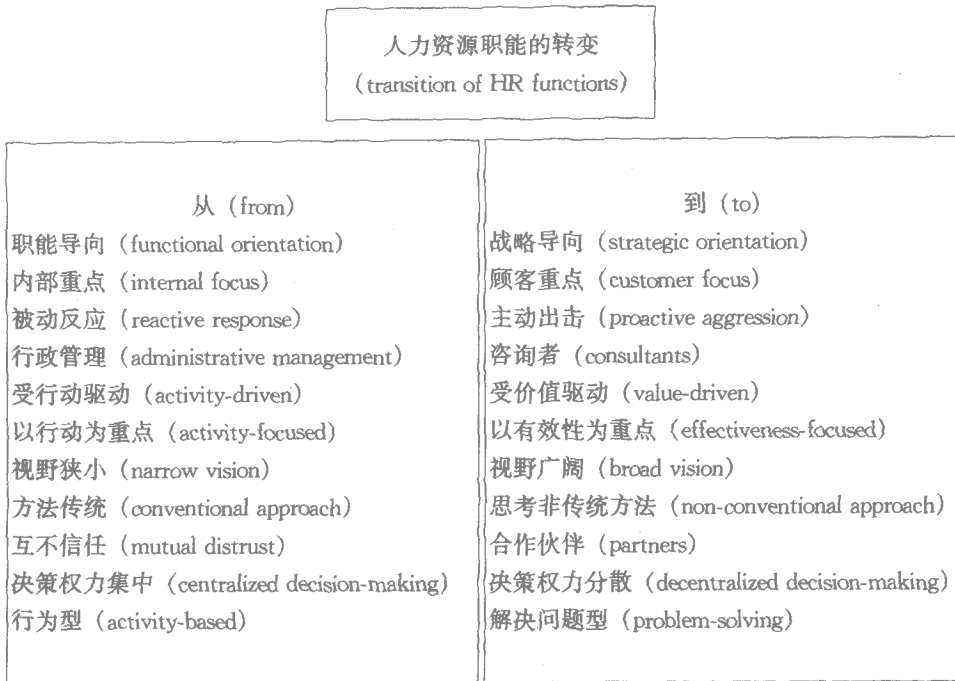 人力资源职能的转变
(transition of HR functions)
从 (from)
职能导向 (functional orientation)
内部重点 (internal focus)
被动反应 (reactive response)
行政管理 (administrative management)
受行动驱动 (activity-driven)
以行动为重点 (activity-focused)
视野狭小 (narrow vision)
方法传统 (conventional approach)
互不信任 (mutual distrust)
决策权力集中 (centralized decision-making)
行为型 (activity-based)
到 (to)
战略导向 (strategic orientation)
顾客重点 (customer focus)
主动出击 (proactive aggression)
咨询者 (consultants)
受价值驱动 (value-driven)
以有效性为重点 (effectiveness-focused)
视野广阔 (broad vision)
思考非传统方法 (non-conventional approach)
合作伙伴 (partners)
决策权力分散 (decentralized decision-making)
解决问题型 (problem-solving)